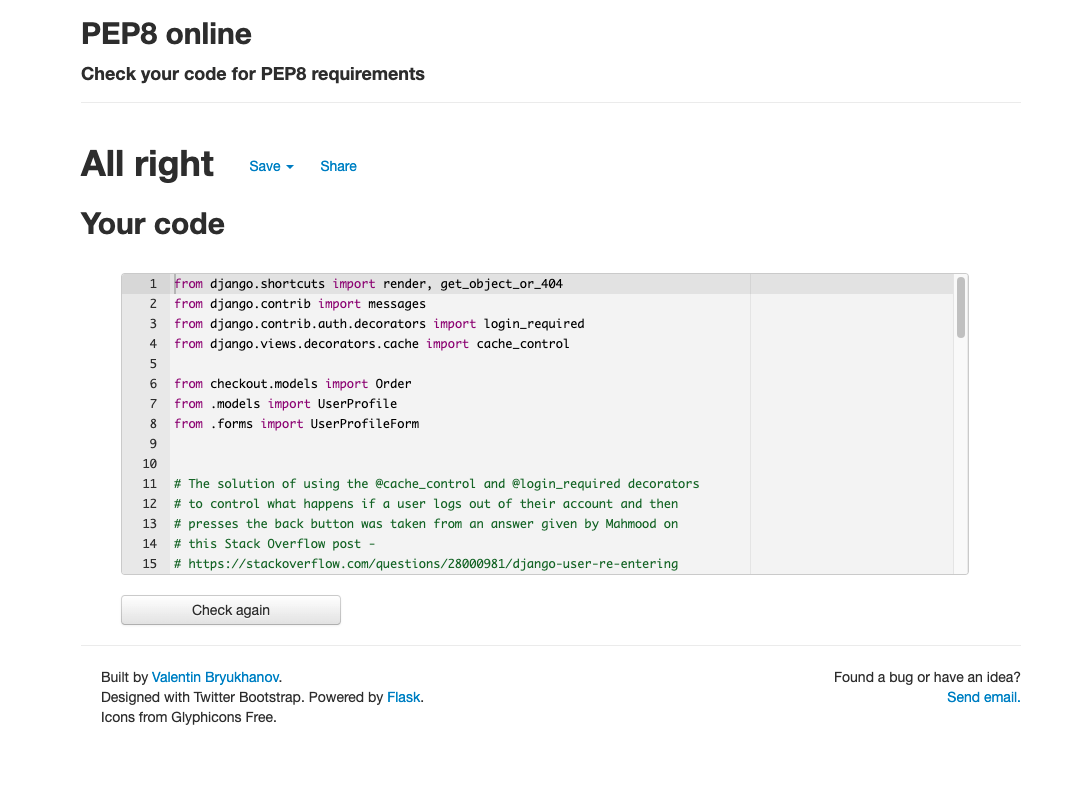 PEP8 online
Check your code for PEP8 requirements
All right Save Share
Your code
1 from django.shortcuts import render, get_object_or_404
2 from django.contrib import messages
3 from django.contrib.auth.decorators import login_required
4 from django.views.decorators.cache import cache_control
5
6 from checkout.models import Order
7 from .models import UserProfile
8 from .forms import UserProfileForm
9
10
11 # The solution of using the @cache_control and @login_required decorators
12 # to control what happens if a user logs out of their account and then
13 # presses the back button was taken from an answer given by Mahmood on
14 # this Stack Overflow post -
15 # https://stackoverflow.com/questions/28000981/django-user-re-entering
Check again
Built by Valentin Bryukhanov. Found a bug or have an idea?
Designed with Twitter Bootstrap. Powered by Flask. Send email.
Icons from Glyphicons Free.